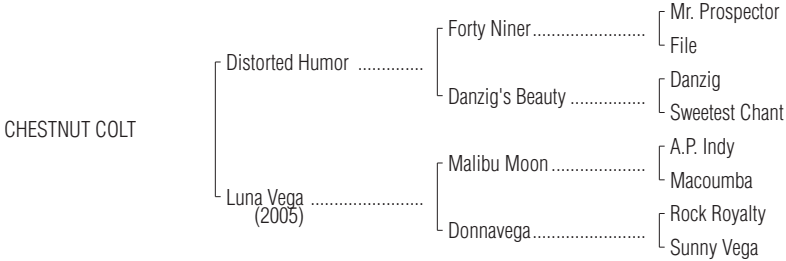 Mr. Prospector
Forty Niner........................
File
Distorted Humor ..............
Danzig
Danzig's Beauty ................
Sweetest Chant
CHESTNUT COLT
A.P. Indy
Malibu Moon....................
Macoumba
Luna Vega ........................
(2005)
Rock Royalty
Donnavega........................
Sunny Vega